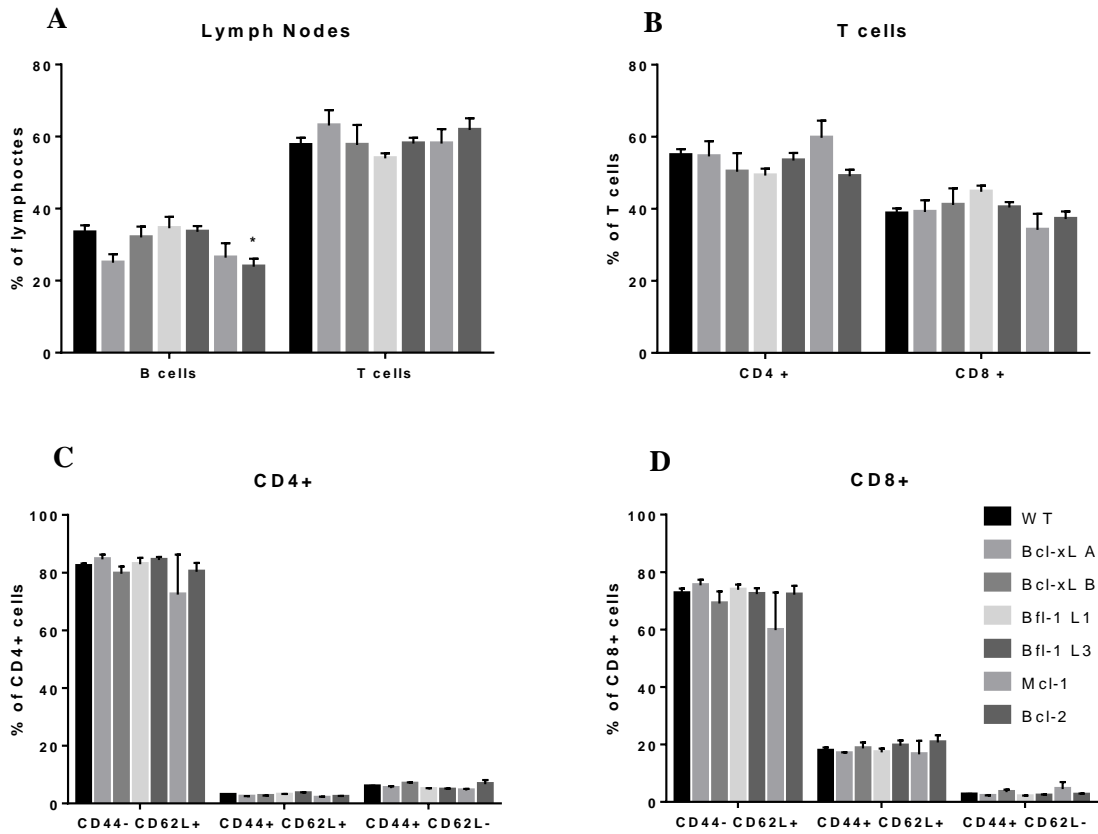 A
Lymph Nodes
% of lymphoctes
80
60
40
20
0
*
B cells
T cells
B
T cells
% of T cells
80
60
40
20
0
CD4 +
CD8 +
C
CD4+
% of CD4+ cells
100
80
60
40
20
0
CD44- CD62L+
CD44+ CD62L+
CD44+ CD62L-
D
CD8+
% of CD8+ cells
100
80
60
40
20
0
CD44- CD62L+
CD44+ CD62L+
CD44+ CD62L-
WT
Bcl-xL A
Bcl-xL B
Bfl-1 L1
Bfl-1 L3
Mcl-1
Bcl-2